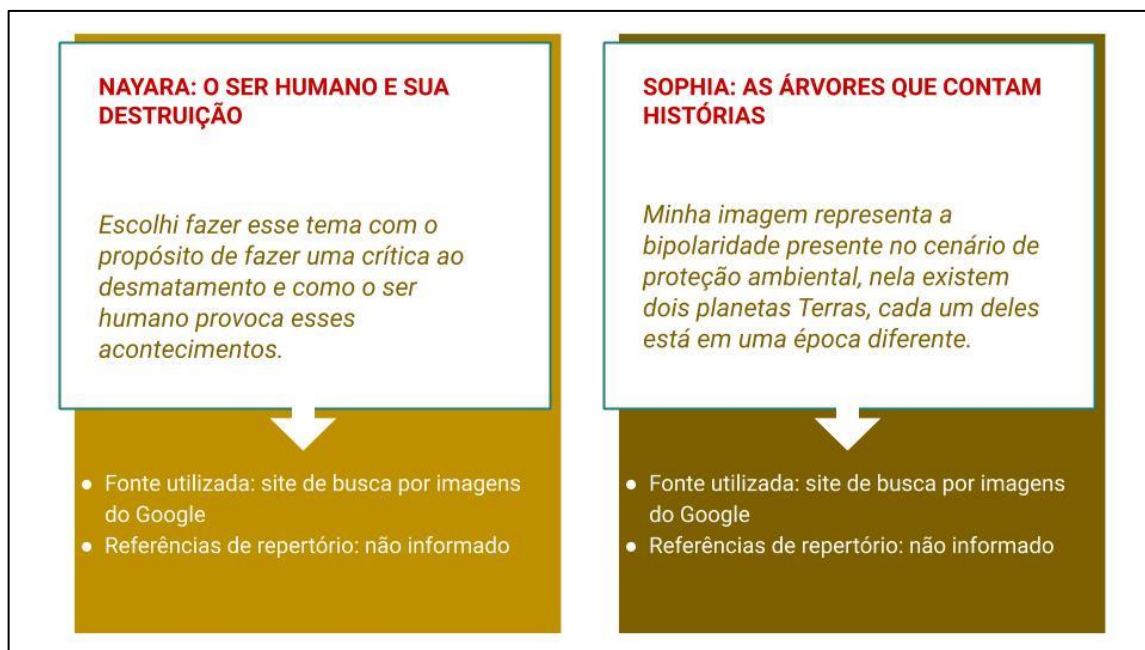 NAYARA: O SER HUMANO E SUA
DESTRUIÇÃO
Escolhi fazer esse tema com o
propósito de fazer uma crítica ao
desmatamento e como o ser
humano provoca esses
acontecimentos.
● Fonte utilizada: site de busca por imagens
do Google
● Referências de repertório: não informado
SOPHIA: AS ÁRVORES QUE CONTAM
HISTÓRIAS
Minha imagem representa a
bipolaridade presente no cenário de
proteção ambiental, nela existem
dois planetas Terras, cada um deles
está em uma época diferente.
● Fonte utilizada: site de busca por imagens
do Google
● Referências de repertório: não informado